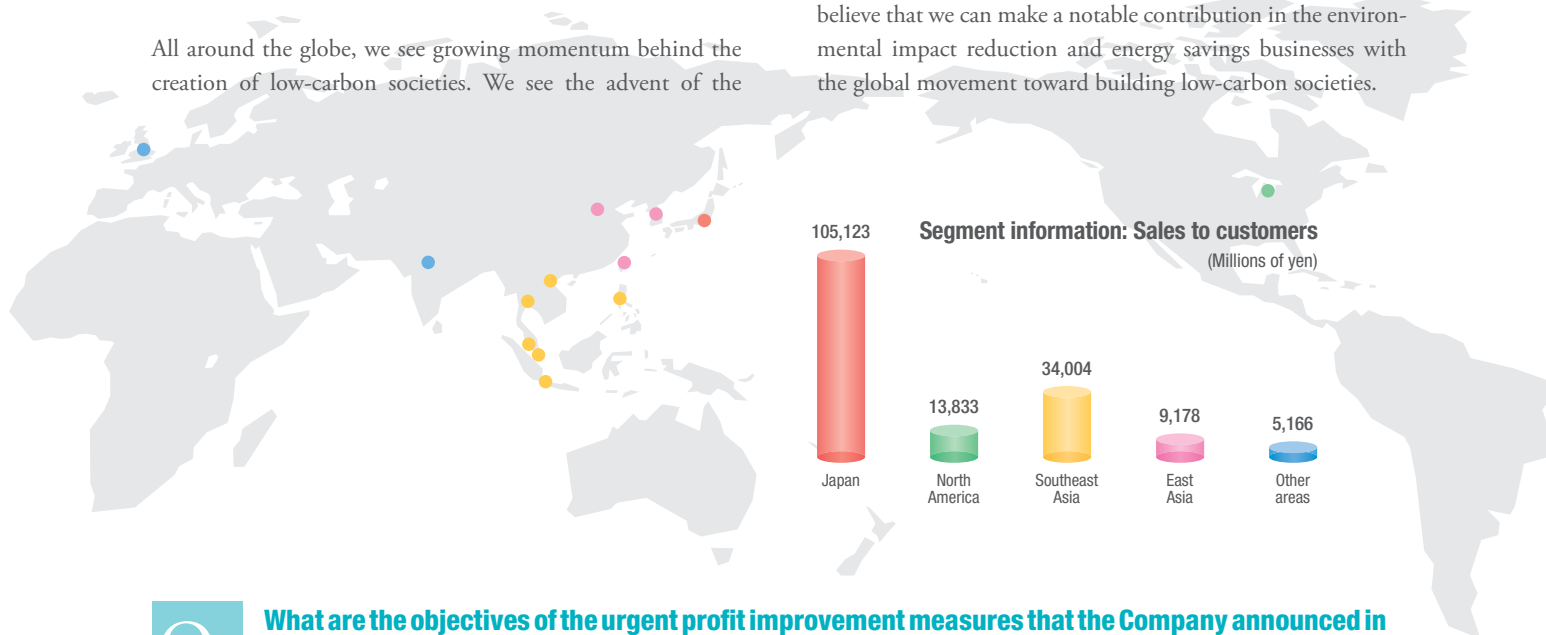 All around the globe, we see growing momentum behind the
creation of low-carbon societies. We see the advent of the
believe that we can make a notable contribution in the environ-
mental impact reduction and energy savings businesses with
the global movement toward building low-carbon societies.
Segment information: Sales to customers
(Millions of yen)
105,123
13,833
34,004
9,178
5,166
Japan
North
America
Southeast
Asia
East
Asia
Other
areas
What are the objectives of the urgent profit improvement measures that the Company announced in